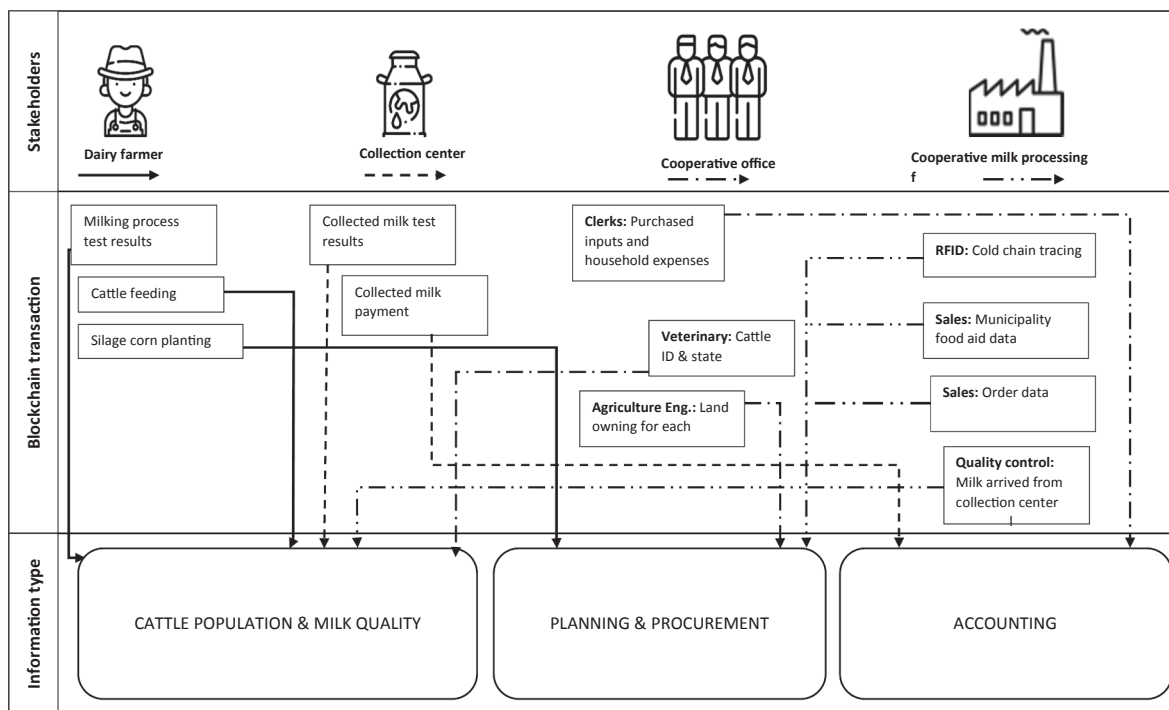 Stakeholders
Dairy farmer
Collection center
Cooperative office
Cooperative milk processing
f
Blockchain transaction
Milking process
test results
Cattle feeding
Silage corn planting
Collected milk test
results
Collected milk
payment
Clerks: Purchased
inputs and
household expenses
Veterinary: Cattle
ID & state
Agriculture Eng.: Land
owning for each
RFID: Cold chain tracing
Sales: Municipality
food aid data
Sales: Order data
Quality control:
Milk arrived from
collection center
Information type
CATTLE POPULATION & MILK QUALITY
PLANNING & PROCUREMENT
ACCOUNTING